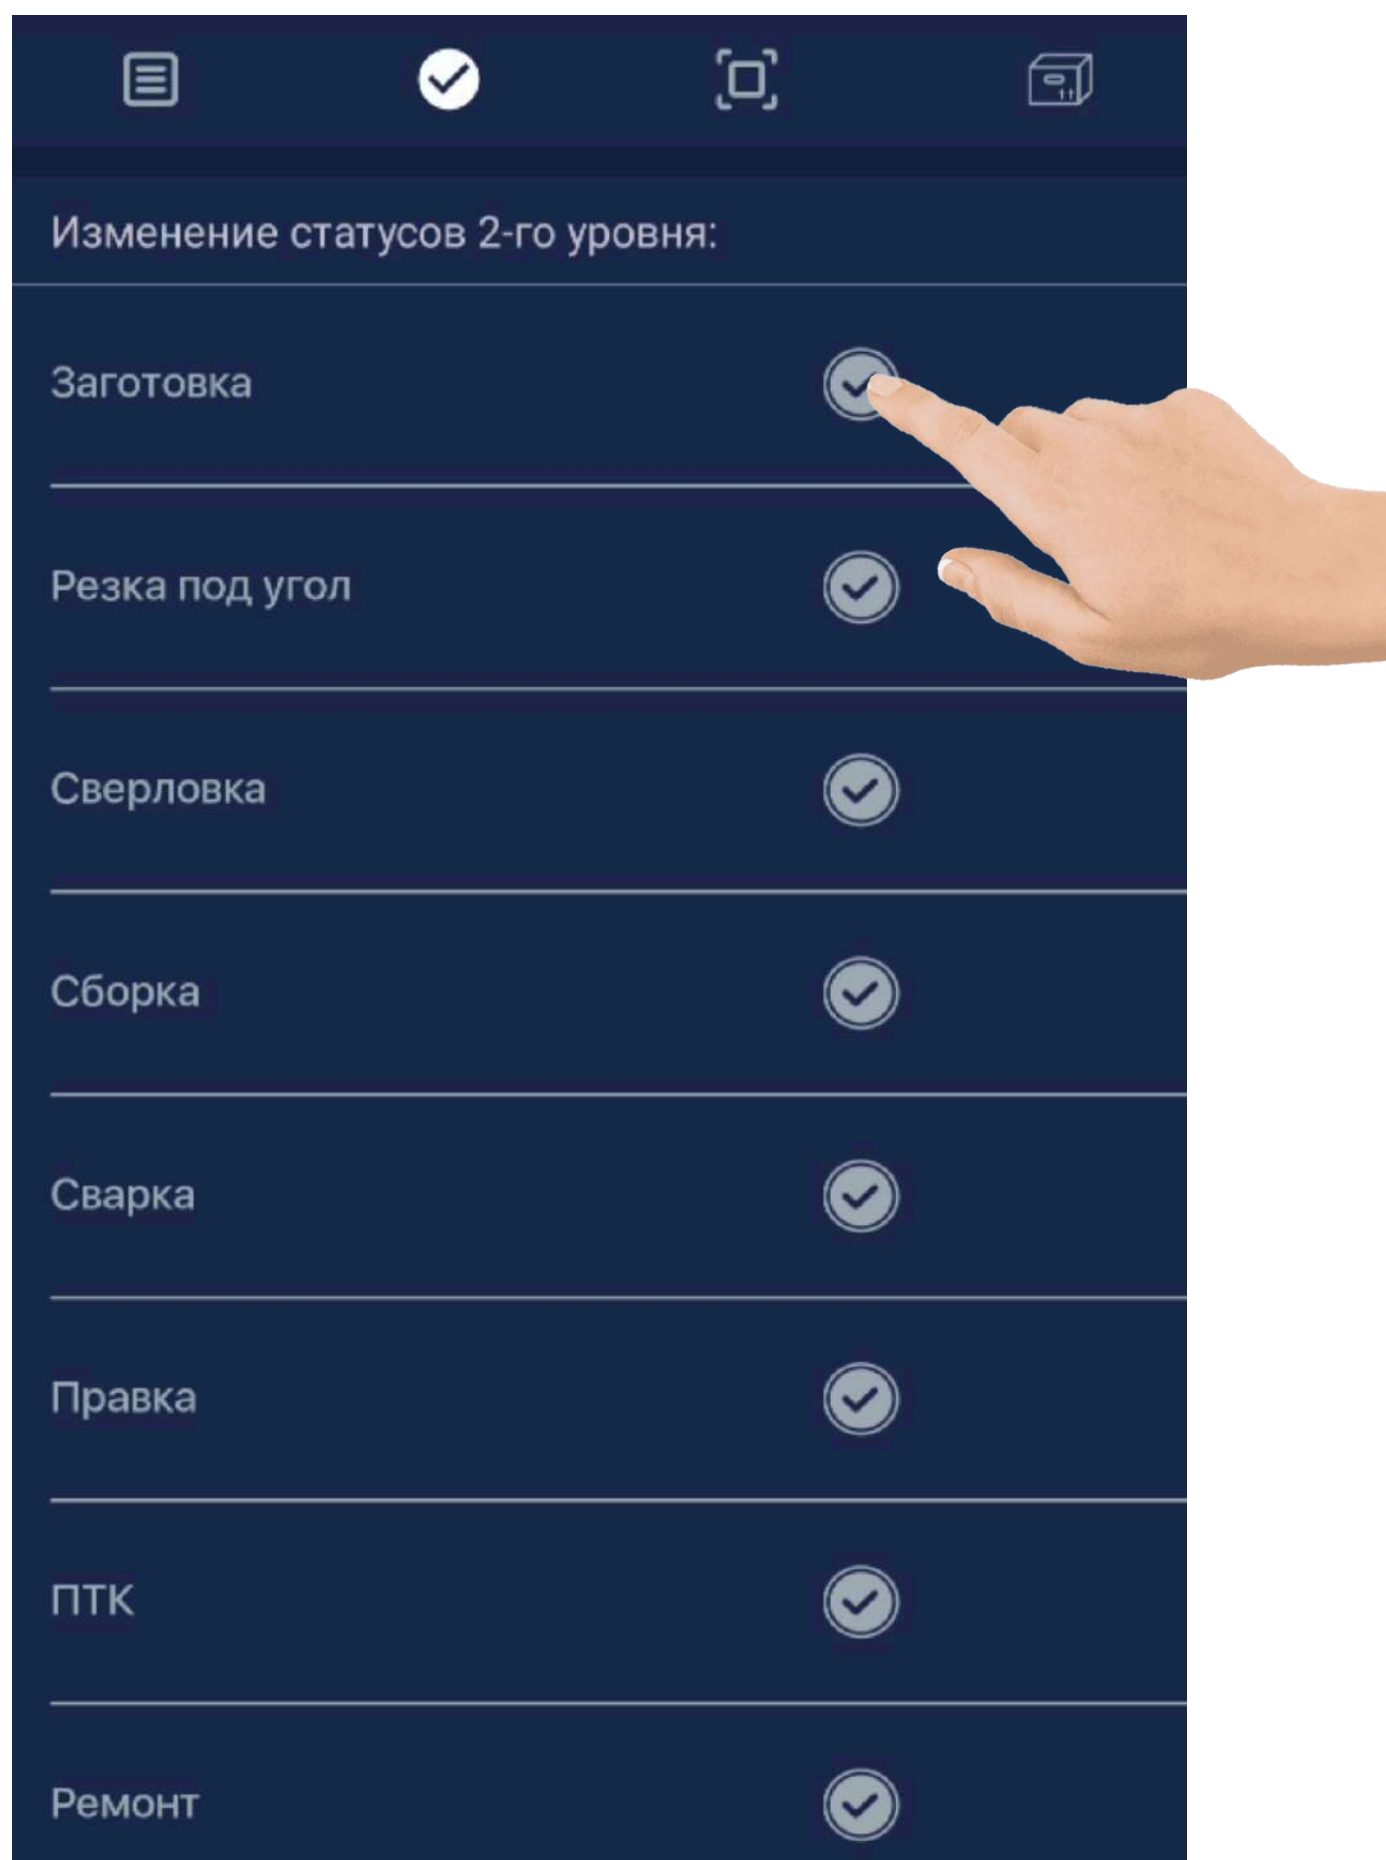 Изменение статусов 2-го уровня:
Заготовка
Резка под угол
Сверловка
Сборка
Сварка
Правка
ПТК
Ремонт